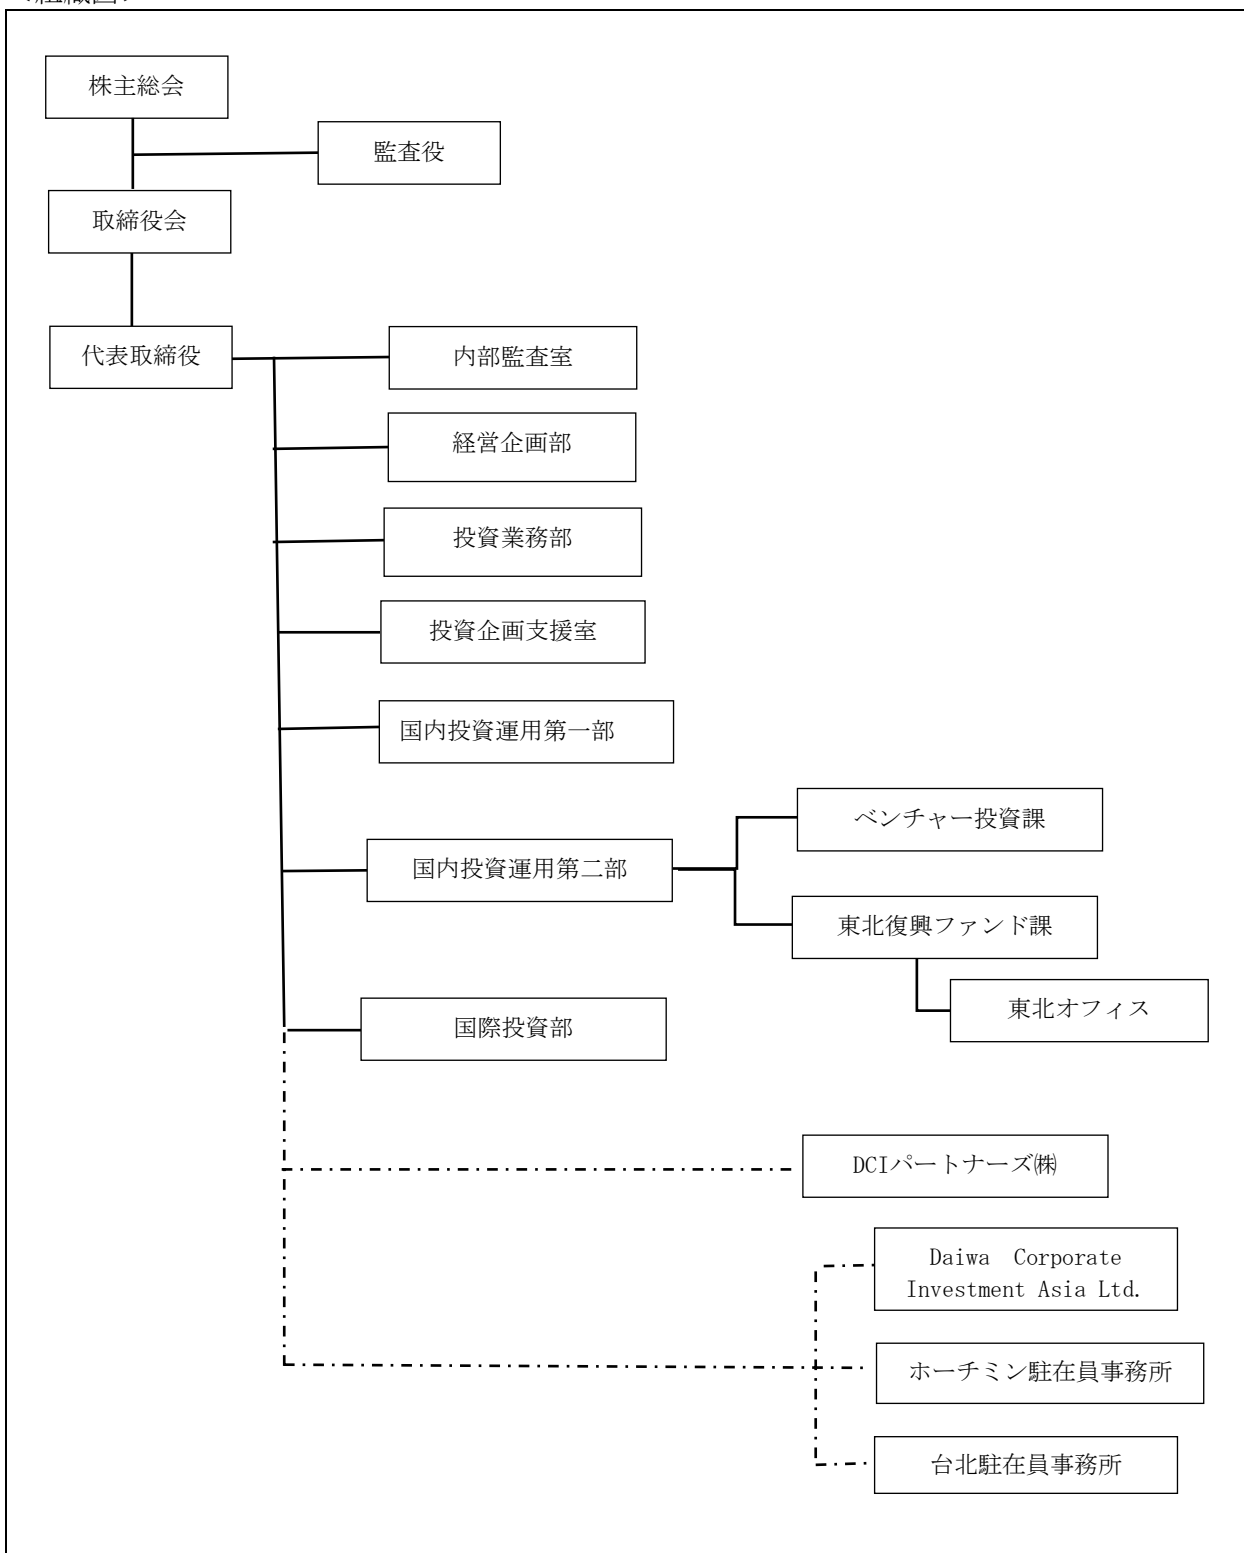 <組織図>
株主総会
監査役
取締役会
代表取締役
内部監査室
経営企画部
投資業務部
投資企画支援室
国内投資運用第一部
ベンチャー投資課
国内投資運用第二部
東北復興ファンド課
東北オフィス
国際投資部
DCIパートナーズ㈱
Daiwa Corporate
Investment Asia Ltd.
ホーチミン駐在員事務所
台北駐在員事務所